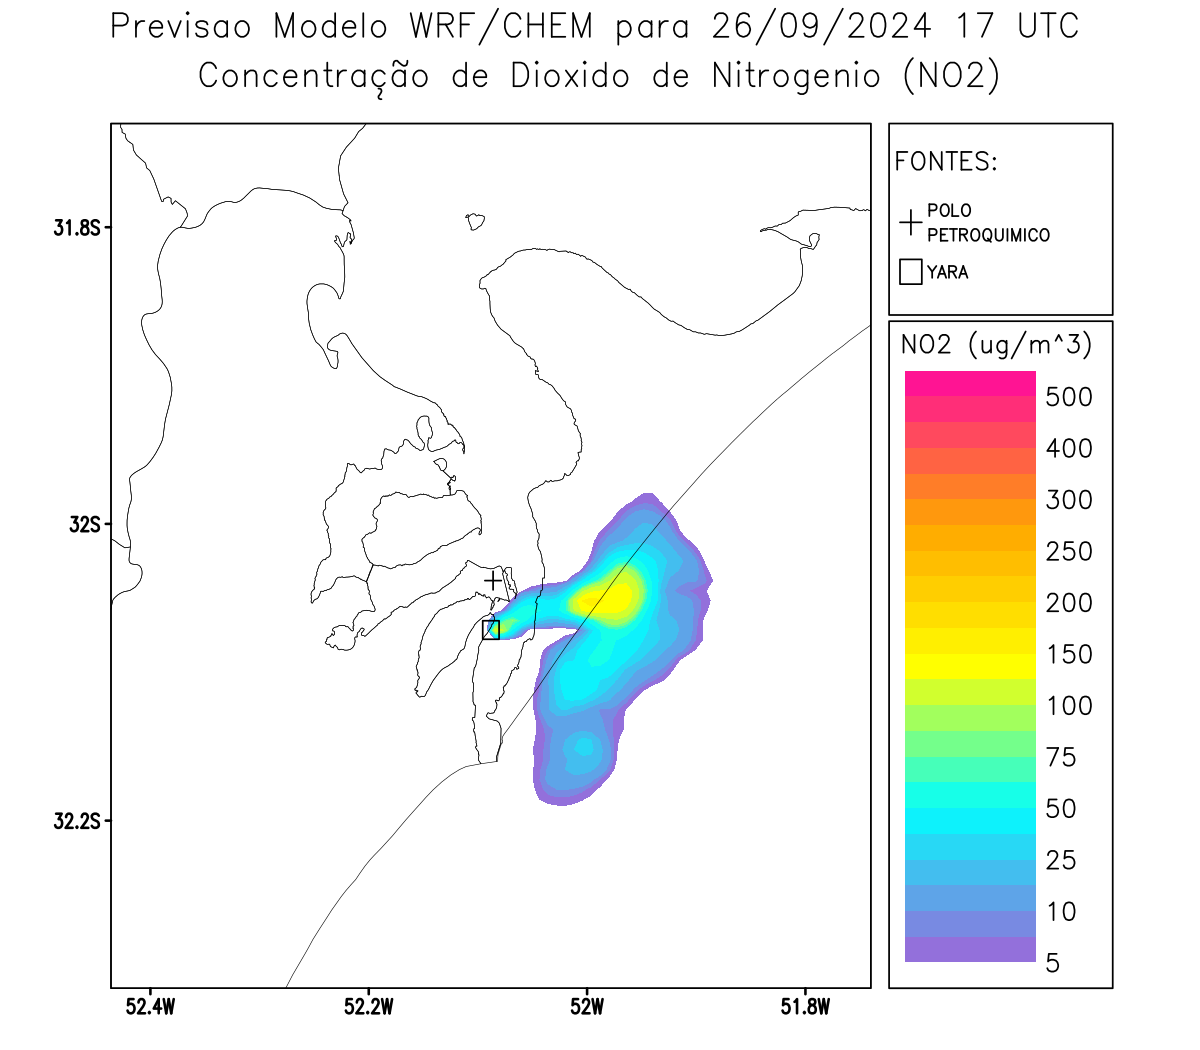 Previsao Modelo WRF/CHEM para 26/09/2024 17 UTC
Concentração de Dioxido de Nitrogenio (NO2)
FONTES:
POLO
PETROQUIMICO
YARA
NO2 (ug/m^3)
500
400
300
250
200
150
100
75
50
25
10
5
31.8S
32S
32.2S
52.4W
52.2W
52W
51.8W